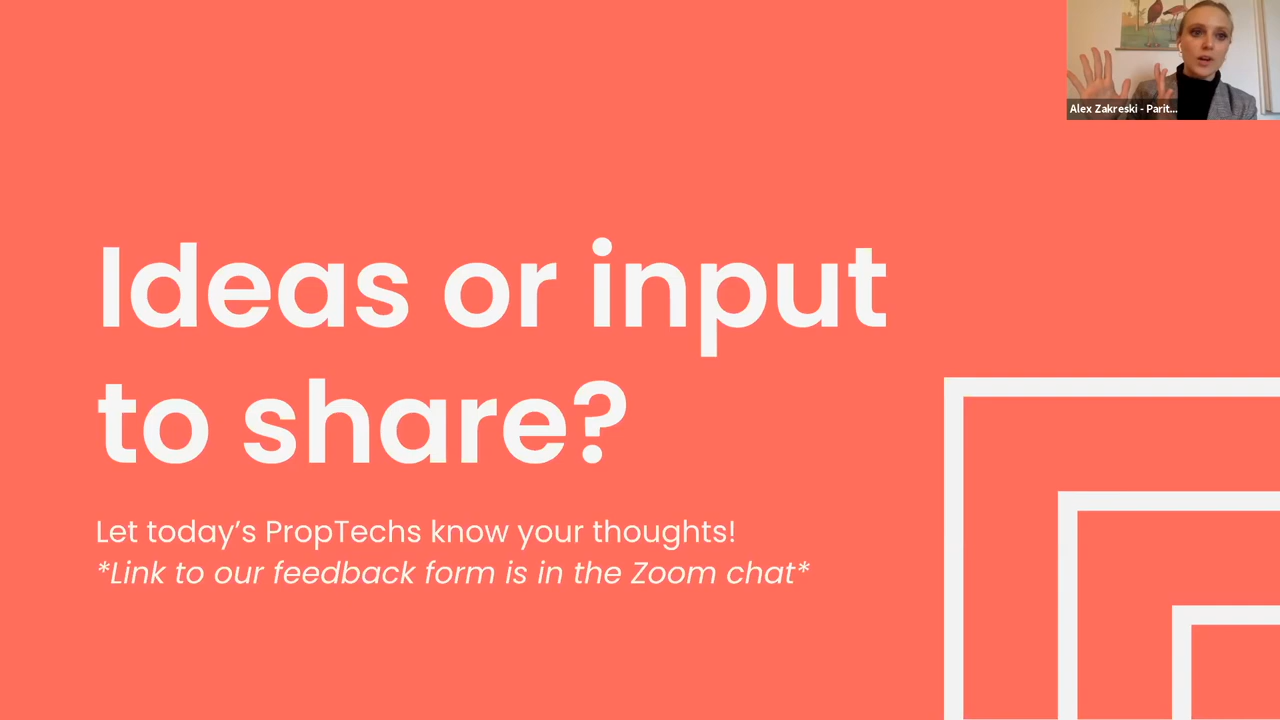 Alex Zakreski - Parit...
Ideas or input
to share?
Let today’s PropTechs know your thoughts!
*Link to our feedback form is in the Zoom chat*